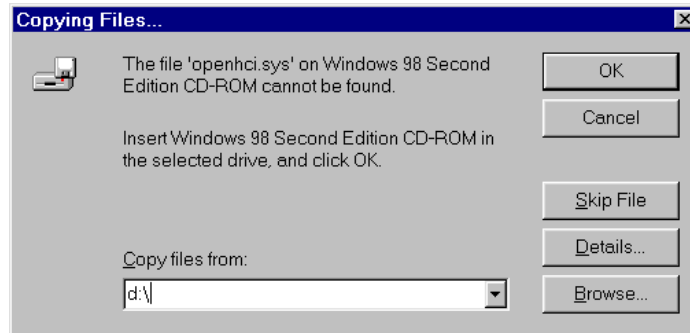 Copying Files...
The file 'openhci.sys' on Windows 98 Second
Edition CD-ROM cannot be found.
Insert Windows 98 Second Edition CD-ROM in
the selected drive, and click OK.
Copy files from:
d:\
OK
Cancel
Skip File
Details...
Browse...